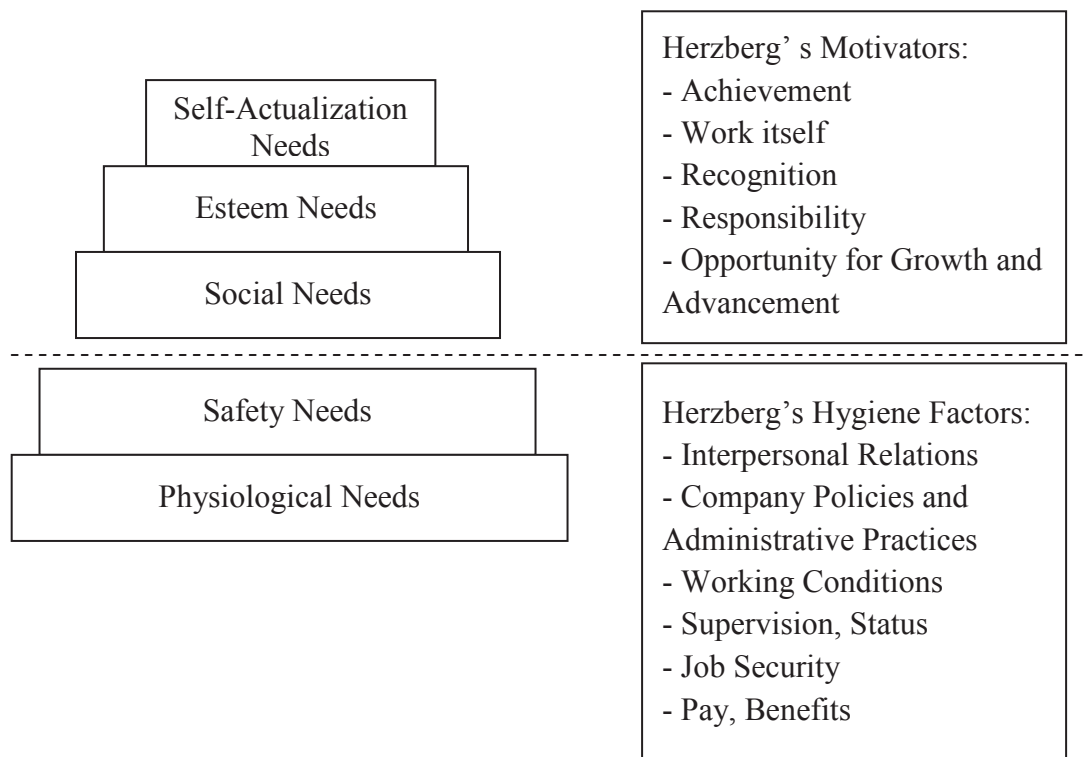 Self-Actualization
Needs
Esteem Needs
Social Needs
Safety Needs
Physiological Needs
Herzberg’ s Motivators:
- Achievement
- Work itself
- Recognition
- Responsibility
- Opportunity for Growth and
Advancement
Herzberg’s Hygiene Factors:
- Interpersonal Relations
- Company Policies and
Administrative Practices
- Working Conditions
- Supervision, Status
- Job Security
- Pay, Benefits